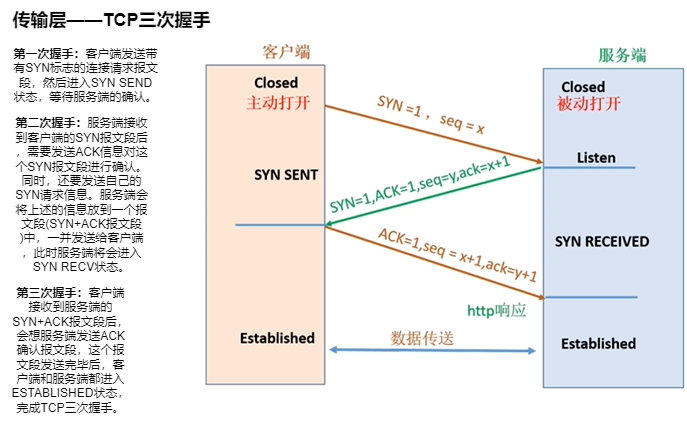 传输层——TCP三次握手
第一次握手：客户端发送带
有SYN标志的连接请求报文
段，然后进入SYN SEND
状态，等待服务端的确认。
第二次握手：服务端接收
到客户端的SYN报文段后
，需要发送ACK信息对这
个SYN报文段进行确认。
同时，还要发送自己的
SYN请求信息。服务端会
将上述的信息放到一个报
文段(SYN+ACK报文段
)中，一并发送给客户端
，此时服务端将会进入
SYN RECV状态。
第三次握手：客户端
接收到服务端的
SYN+ACK报文段后，
会想服务端发送ACK
确认报文段，这个报
文段发送完毕后，客
户端和服务端都进入
ESTABLISHED状态，
完成TCP三次握手。
客户端
服务端
Closed
主动打开
Closed
被动打开
SYN =1 ，seq = x
Listen
SYN SENT
SYN=1,ACK=1,seq=y,ack=x+1
ACK=1,seq = x+1,ack=y+1
SYN RECEIVED
http响应
Established
数据传送
Established